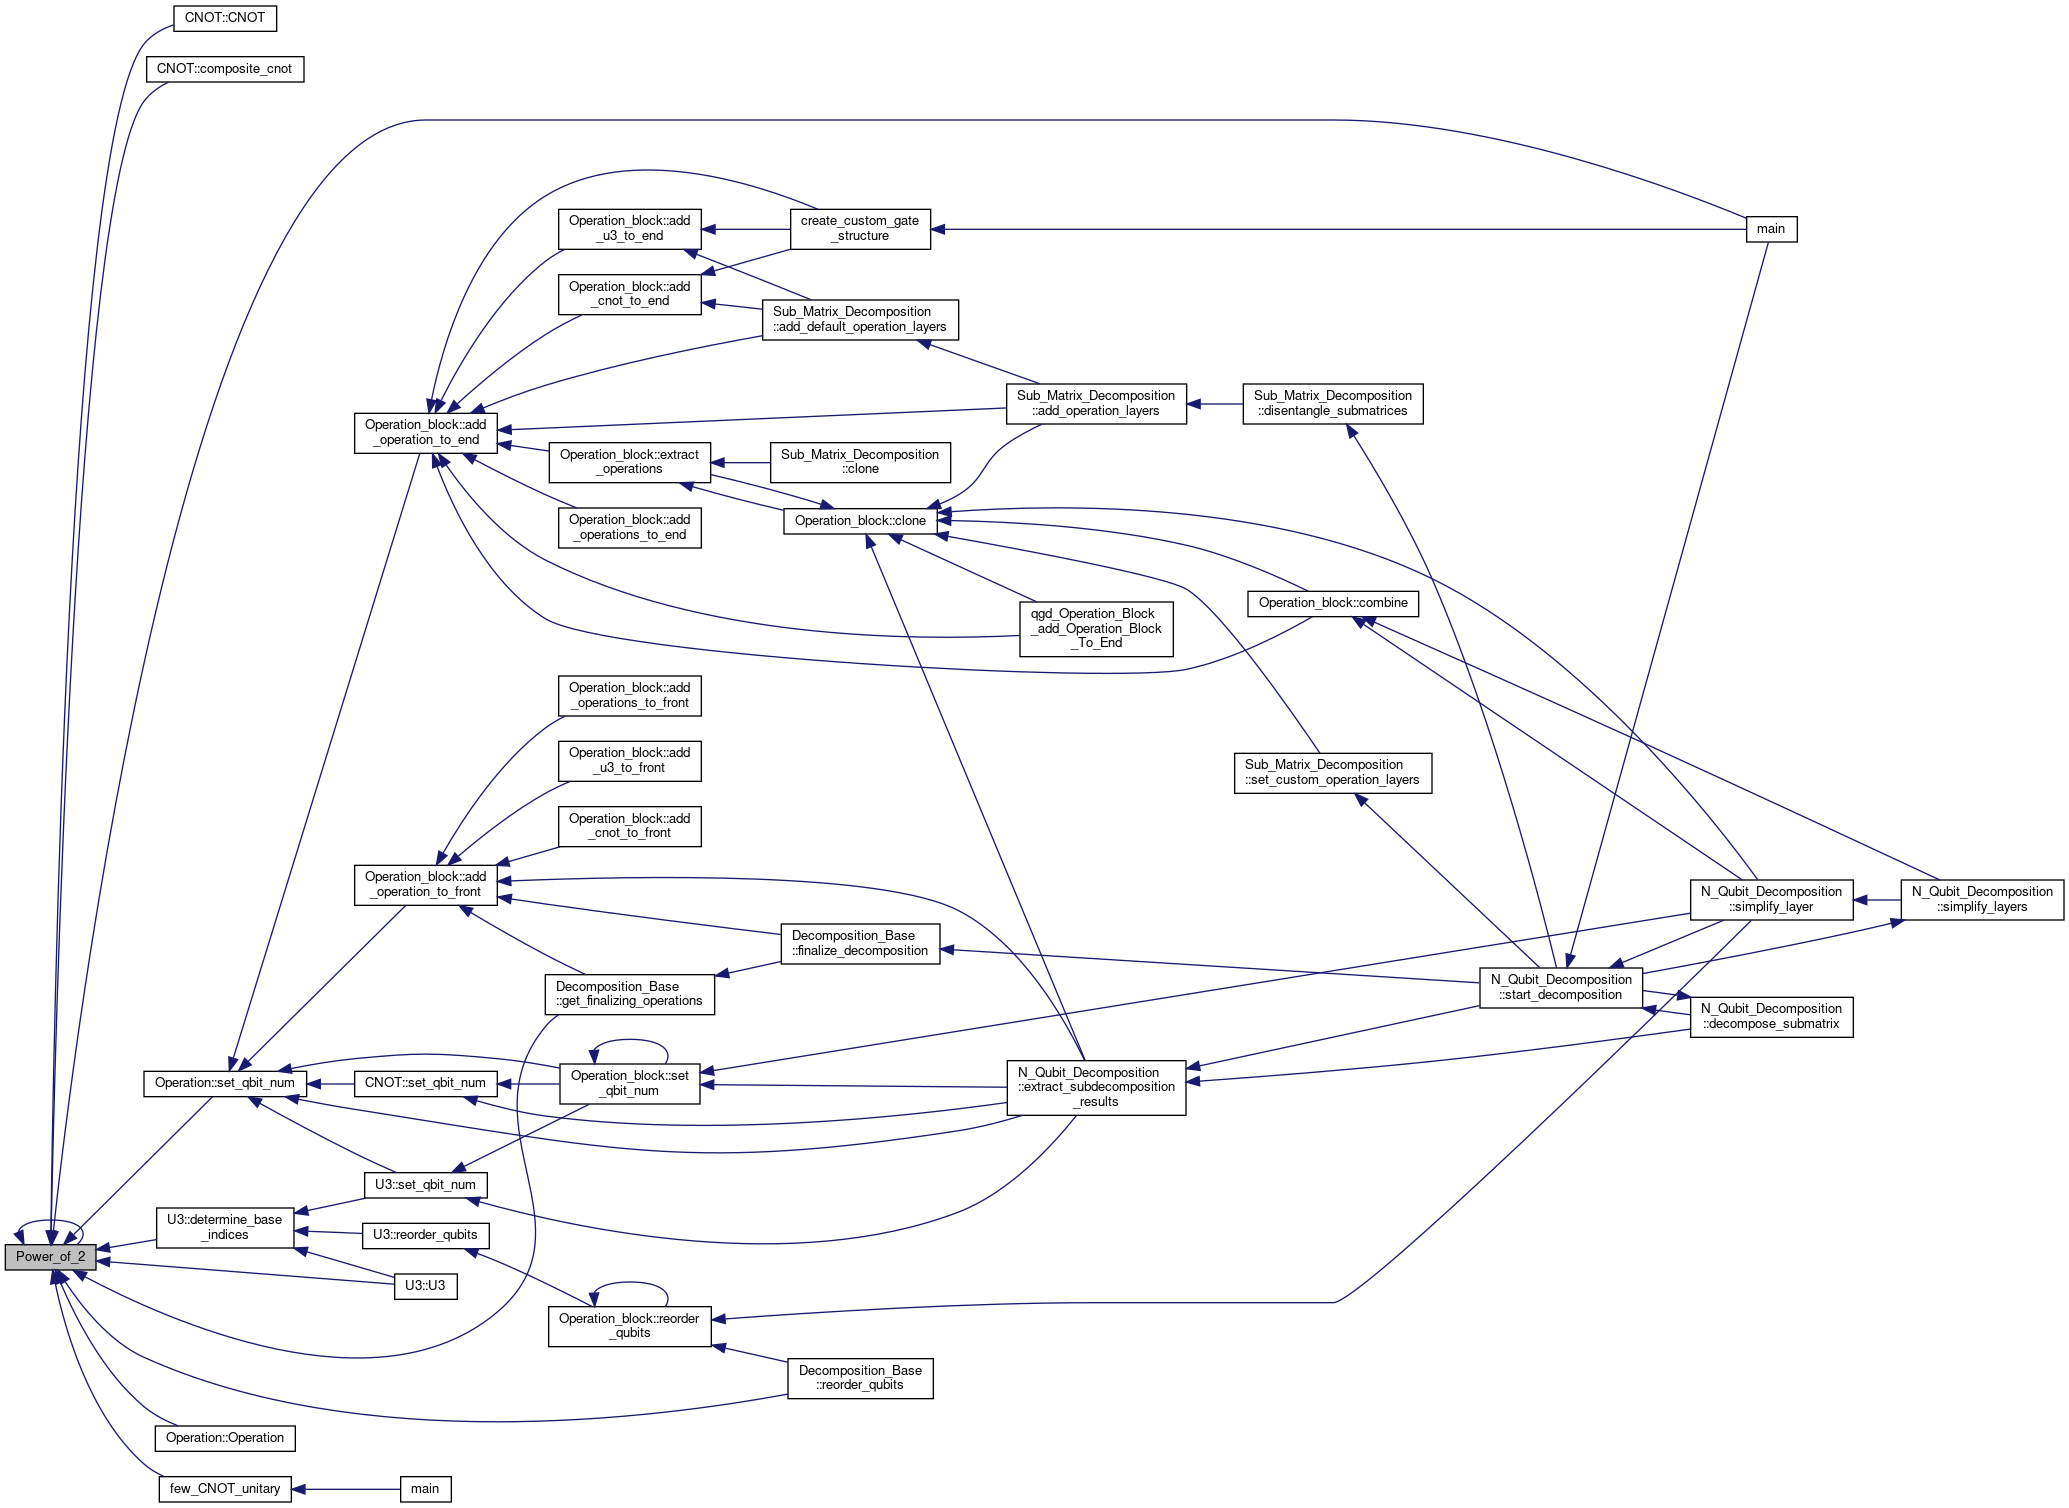 CNOT::CNOT
CNOT::composite_cnot
Operation_block::add
_u3_to_end
create_custom_gate
_structure
main
Operation_block::add
_cnot_to_end
Sub_Matrix_Decomposition
::add_default_operation_layers
Operation_block::add
_operation_to_end
Sub_Matrix_Decomposition
::add_operation_layers
Sub_Matrix_Decomposition
::disentangle_submatrices
Operation_block::extract
_operations
Sub_Matrix_Decomposition
::clone
Operation_block::add
_operations_to_end
Operation_block::clone
qgd_Operation_Block
_add_Operation_Block
_To_End
Operation_block::combine
Operation_block::add
_operations_to_front
Operation_block::add
_u3_to_front
Sub_Matrix_Decomposition
::set_custom_operation_layers
Operation_block::add
_cnot_to_front
Operation_block::add
_operation_to_front
N_Qubit_Decomposition
::simplify_layer
N_Qubit_Decomposition
::simplify_layers
Decomposition_Base
::finalize_decomposition
Decomposition_Base
::get_finalizing_operations
N_Qubit_Decomposition
::start_decomposition
N_Qubit_Decomposition
::decompose_submatrix
Operation::set_qbit_num
CNOT::set_qbit_num
Operation_block::set
_qbit_num
N_Qubit_Decomposition
::extract_subdecomposition
_results
U3::set_qbit_num
U3::determine_base
_indices
U3::reorder_qubits
Power_of_2
U3::U3
Operation_block::reorder
_qubits
Decomposition_Base
::reorder_qubits
Operation::Operation
few_CNOT_unitary
main